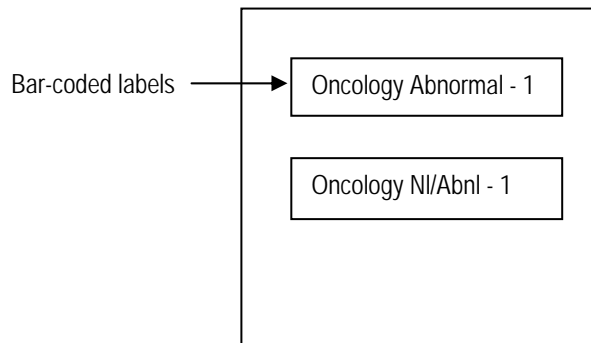 Bar-coded labels
Oncology Abnormal - 1
Oncology Nl/Abnl - 1